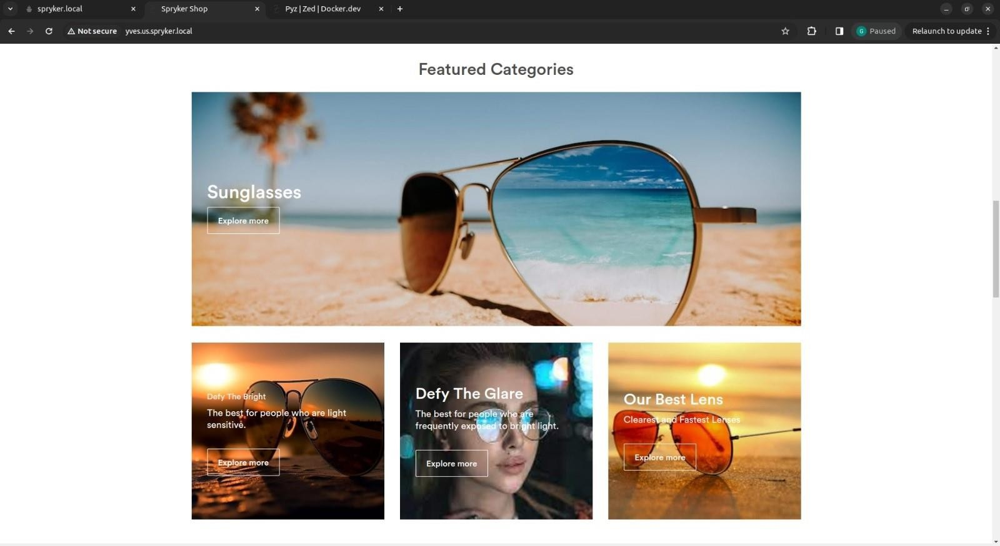 spryker.local
Spryker Shop
Pyz | Zed | Docker.dev
Not secure
yves.us.spryker.local
G
Paused
Relaunch to update
Featured Categories
Sunglasses
Explore more
Defy The Bright
The best for people who are light
sensitive.
Explore more
Defy The Glare
The best for people who are
frequently exposed to bright light.
Explore more
Our Best Lens
Clearest and Fastest Lenses
Explore more